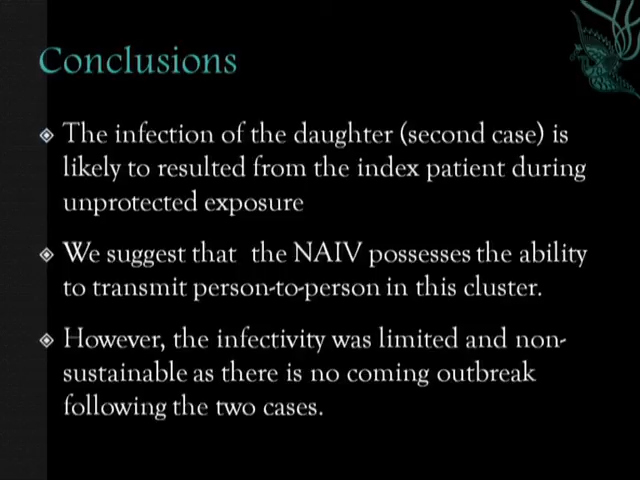 Conclusions
The infection of the daughter (second case) is
likely to resulted from the index patient during
unprotected exposure
We suggest that the NAIV possesses the ability
to transmit person-to-person in this cluster.
However, the infectivity was limited and non-
sustainable as there is no coming outbreak
following the two cases.